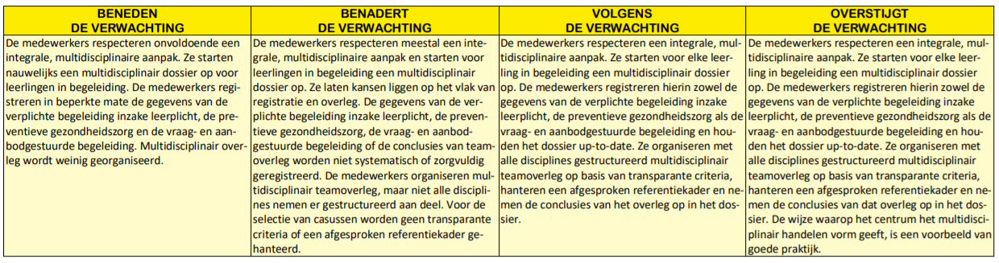 BENEDEN
DE VERWACHTING
De medewerkers respecteren onvoldoende een
integrale, multidisciplinaire aanpak. Ze starten
nauwelijks een multidisciplinair dossier op voor
leerlingen in begeleiding. De medewerkers regi-
streren in beperkte mate de gegevens van de
verplichte begeleiding inzake leerplicht, de pre-
ventieve gezondheidszorg en de vraag- en aan-
bodgestuurde begeleiding. Multidisciplinair over-
leg wordt weinig georganiseerd.
BENADERT
DE VERWACHTING
De medewerkers respecteren meestal een inte-
grale, multidisciplinaire aanpak en starten voor
leerlingen in begeleiding een multidisciplinair
dossier op. Ze laten kansen liggen op het vlak van
registratie en overleg. De gegevens van de ver-
plichte begeleiding inzake leerplicht, de preven-
tieve gezondheidszorg, de vraag- en aanbod-
gestuurde begeleiding of de conclusies van team-
overleg worden niet systematisch of zorgvuldig
geregistreerd. De medewerkers organiseren mul-
tidisciplinair teamoverleg, maar niet alle discipli-
nes nemen er gestructureerd aan deel. Voor de
selectie van casussen worden geen transparante
criteria of een afgesproken referentiekader ge-
hanteerd.
VOLGENS
DE VERWACHTING
De medewerkers respecteren een integrale, mul-
tidisciplinaire aanpak. Ze starten voor elke leer-
ling in begeleiding een multidisciplinair dossier
op. De medewerkers registreren hierin zowel de
gegevens van de verplichte begeleiding inzake
leerplicht, de preventieve gezondheidszorg als de
vraag- en aanbodgestuurde begeleiding en hou-
den het dossier up-to-date. Ze organiseren met
alle disciplines gestructureerd multidisciplinair
teamoverleg op basis van transparante criteria,
hanteren een afgesproken referentiekader en ne-
men de conclusies van het overleg op in het dos-
sier.
OVERSTIJGT
DE VERWACHTING
De medewerkers respecteren een integrale, mul-
tidisciplinaire aanpak. Ze starten voor elke leer-
ling in begeleiding een multidisciplinair dossier
op. De medewerkers registreren hierin zowel de
gegevens van de verplichte begeleiding inzake
leerplicht, de preventieve gezondheidszorg als de
vraag- en aanbodgestuurde begeleiding en hou-
den het dossier up-to-date. Ze organiseren met
alle disciplines gestructureerd multidisciplinair
teamoverleg op basis van transparante criteria,
hanteren een afgesproken referentiekader en ne-
men de conclusies van dat overleg op in het dos-
sier. De wijze waarop het centrum het multidisci-
plinair handelen vorm geeft, is een voorbeeld van
goede praktijk.